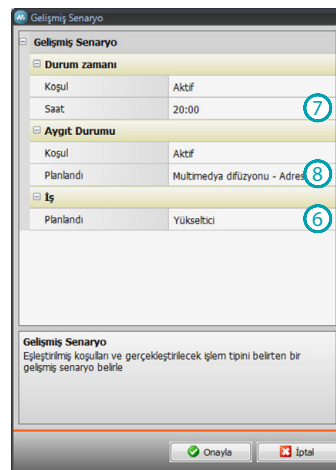 Gelişmiş Senaryo
Gelişmiş Senaryo
Durum zamanı
Koşul Aktif
Saat 20:00 7
Aygıt Durumu
Koşul Aktif
Planlandı Multimedya difüzyonu - Adres 8
İş
Planlandı Yükseltici 6
Gelişmiş Senaryo
Eşleştirilmiş koşulları ve gerçekleştirilecek işlem tipini belirten bir
gelişmiş senaryo belirle
Onayla İptal